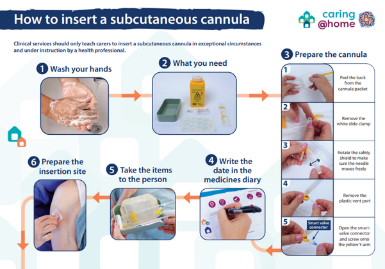 How to insert a subcutaneous cannula
caring
@home
Clinical services should only teach carers to insert a subcutaneous cannula in exceptional circumstances
and under instruction by a health professional.
1 Wash your hands
2 What you need
3 Prepare the cannula
1
Peel the back
from the
cannula packet
2
Remove the
white slide clamp
3
Rotate the safety
shield to make
sure the needle
moves freely
4
Remove the
plastic vent port
5
Smart valve
connector
Open the smart
valve connector
and screw onto
the yellow Y-arm
4 Write the
date in the
medicines diary
5 Take the items
to the person
6 Prepare the
insertion site